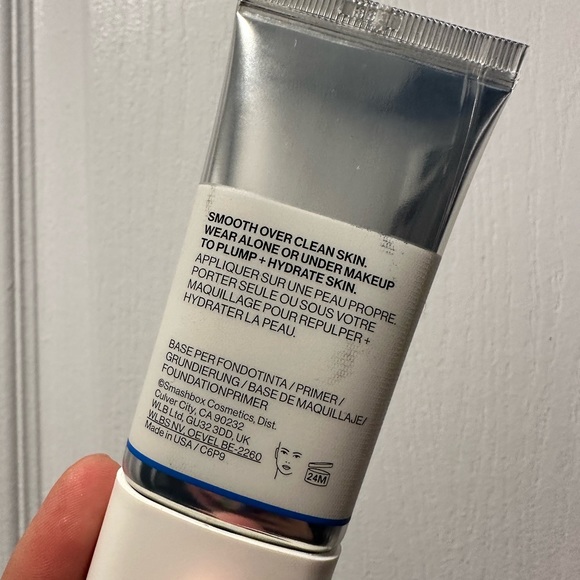 SMOOTH OVER CLEAN SKIN.
WEAR ALONE OR UNDER MAKEUP
TO PLUMP + HYDRATE SKIN.
APPLIQUER SUR UNE PEAU PROPRE.
PORTER SEULE OU SOUS VOTRE
MAQUILLAGE POUR REPULPER +
HYDRATER LA PEAU.
BASE PER FONDOTINTA / PRIMER /
GRUNDIERUNG / BASE DE MAQUILLAJE/
FOUNDATIONPRIMER
©Smashbox Cosmetics, Dist.
Culver City, CA 90232
WLB Ltd, GU32 3DD, UK
WLBS NV, OEVEL BE-2260
Made in USA / C6P9
24M